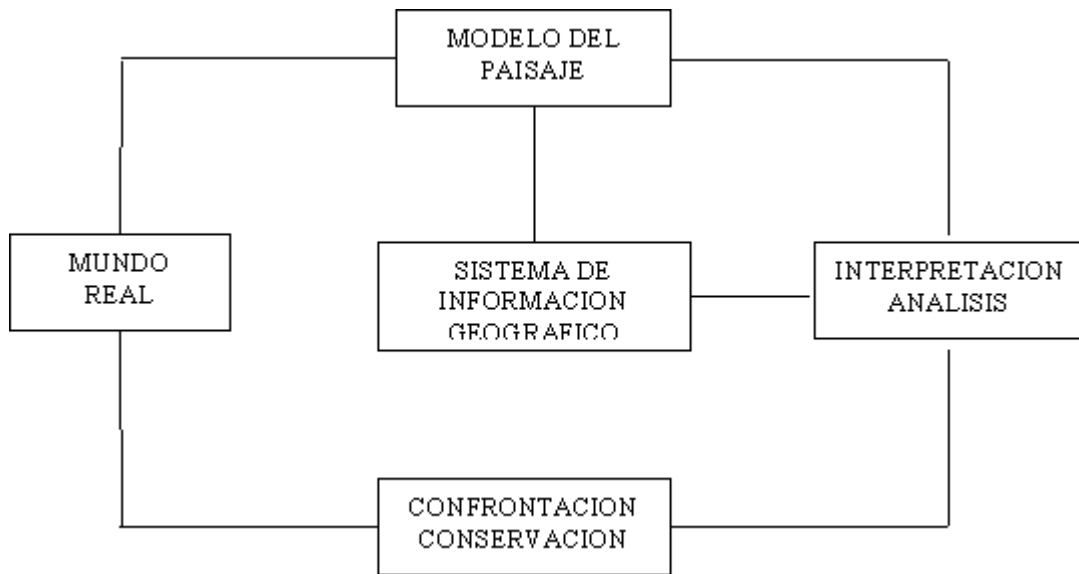 MODELO DEL
PAISAJE
MUNDO
REAL
SISTEMA DE
INFORMACION
GEOGRAFICO
INTERPRETACION
ANALISIS
CONFRONTACION
CONSERVACION